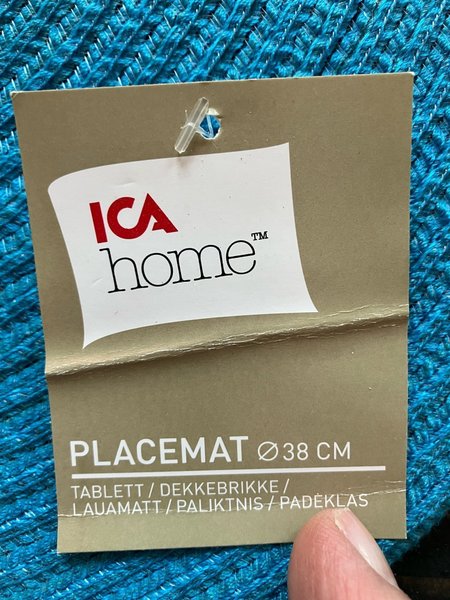 ICA
home™
PLACEMAT ⌀38 CM
TABLETT / DEKKEBRIKKE /
LAUAMATT / PALIKTNIS / PADĖKLAS